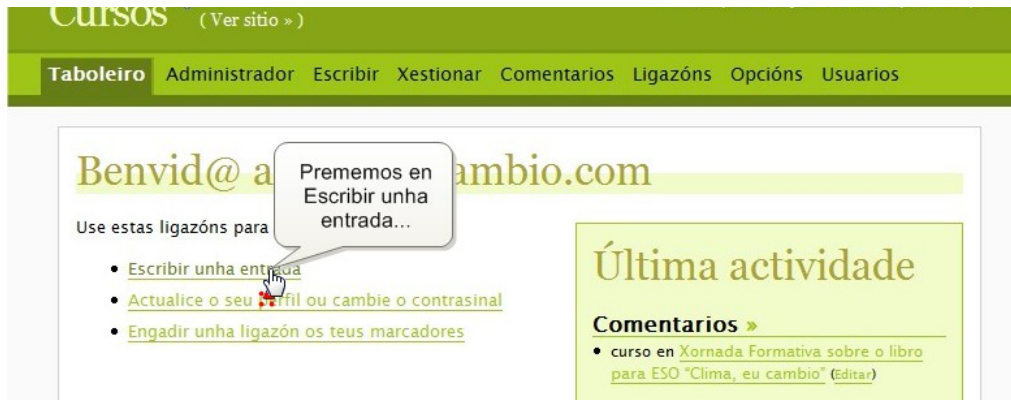 Cursos ( Ver sitio » )
Taboleiro Administrador Escribir Xestionar Comentarios Ligazóns Opcións Usuarios
Benvid@ a ambio.com
Prememos en
Escribir unha
entrada...
Use estas ligazóns para
• Escribir unha entrada
• Actualice o seu perfil ou cambie o contrasinal
• Engadir unha ligazón os teus marcadores
Última actividade
Comentarios »
• curso en Xornada Formativa sobre o libro
para ESO "Clima, eu cambio" (Editar)